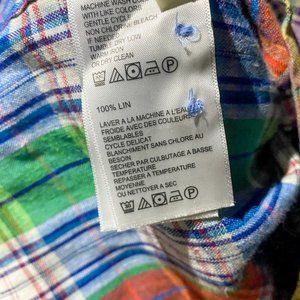 MACHINE WASH COLD
WITH LIKE COLORS
GENTLE CYCLE
NON CHLORINE BLEACH
TUMBLE DRY LOW
WARM IRON
OR DRY CLEAN
100% LIN
LAVER A LA MACHINE A L'EAU
FROIDE AVEC DES COULEURS
SEMBLABLES
CYCLE DELICAT
BLANCHIMENT SANS CHLORE AU
BESOIN
SECHER PAR CULBUTAGE A BASSE
TEMPERATURE
REPASSER A TEMPERATURE
MOYENNE
OU NETTOYER A SEC